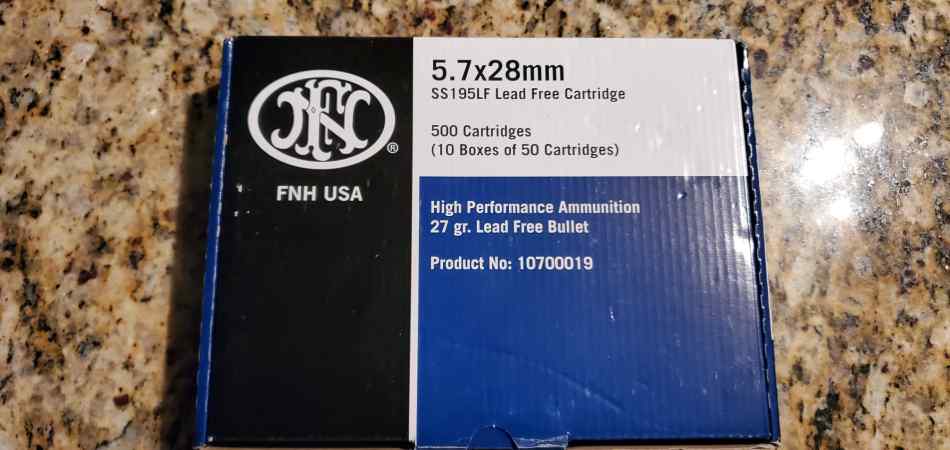 FN
®
FNH USA
5.7x28mm
SS195LF Lead Free Cartridge
500 Cartridges
(10 Boxes of 50 Cartridges)
High Performance Ammunition
27 gr. Lead Free Bullet
Product No: 10700019